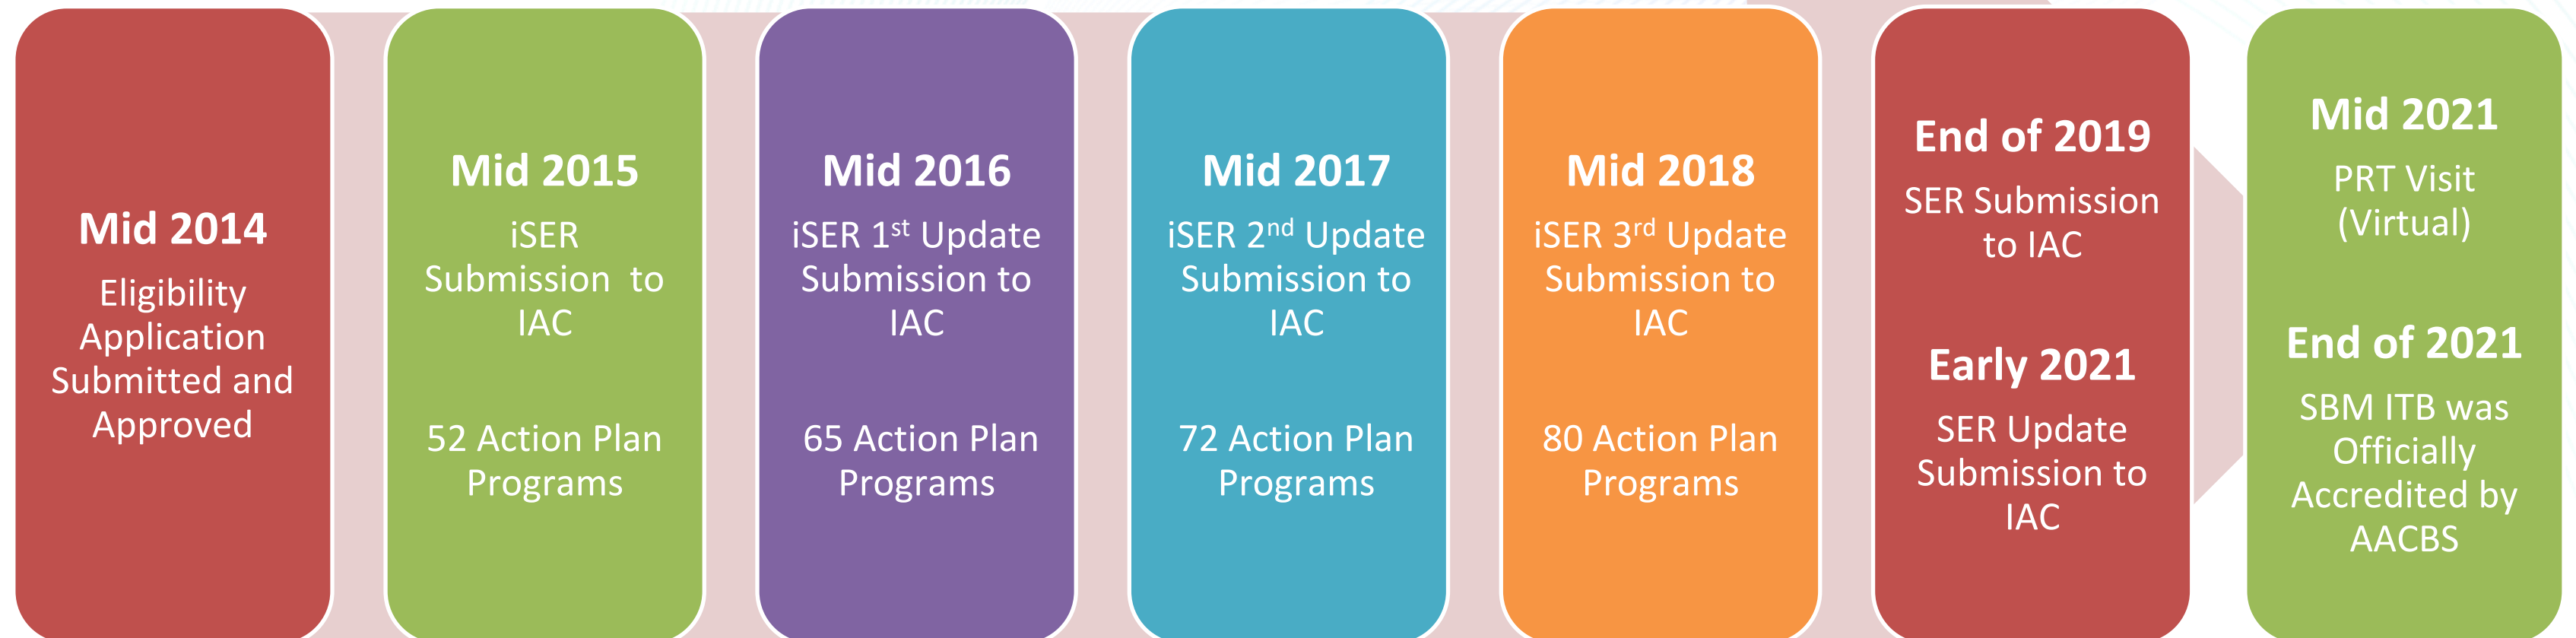 Mid 2014
Eligibility
Application
Submitted and
Approved
Mid 2015
iSER
Submission to
IAC
52 Action Plan
Programs
Mid 2016
iSER 1st Update
Submission to
IAC
65 Action Plan
Programs
Mid 2017
iSER 2nd Update
Submission to
IAC
72 Action Plan
Programs
Mid 2018
iSER 3rd Update
Submission to
IAC
80 Action Plan
Programs
End of 2019
SER Submission
to IAC
Early 2021
SER Update
Submission to
IAC
Mid 2021
PRT Visit
(Virtual)
End of 2021
SBM ITB was
Officially
Accredited by
AACBS